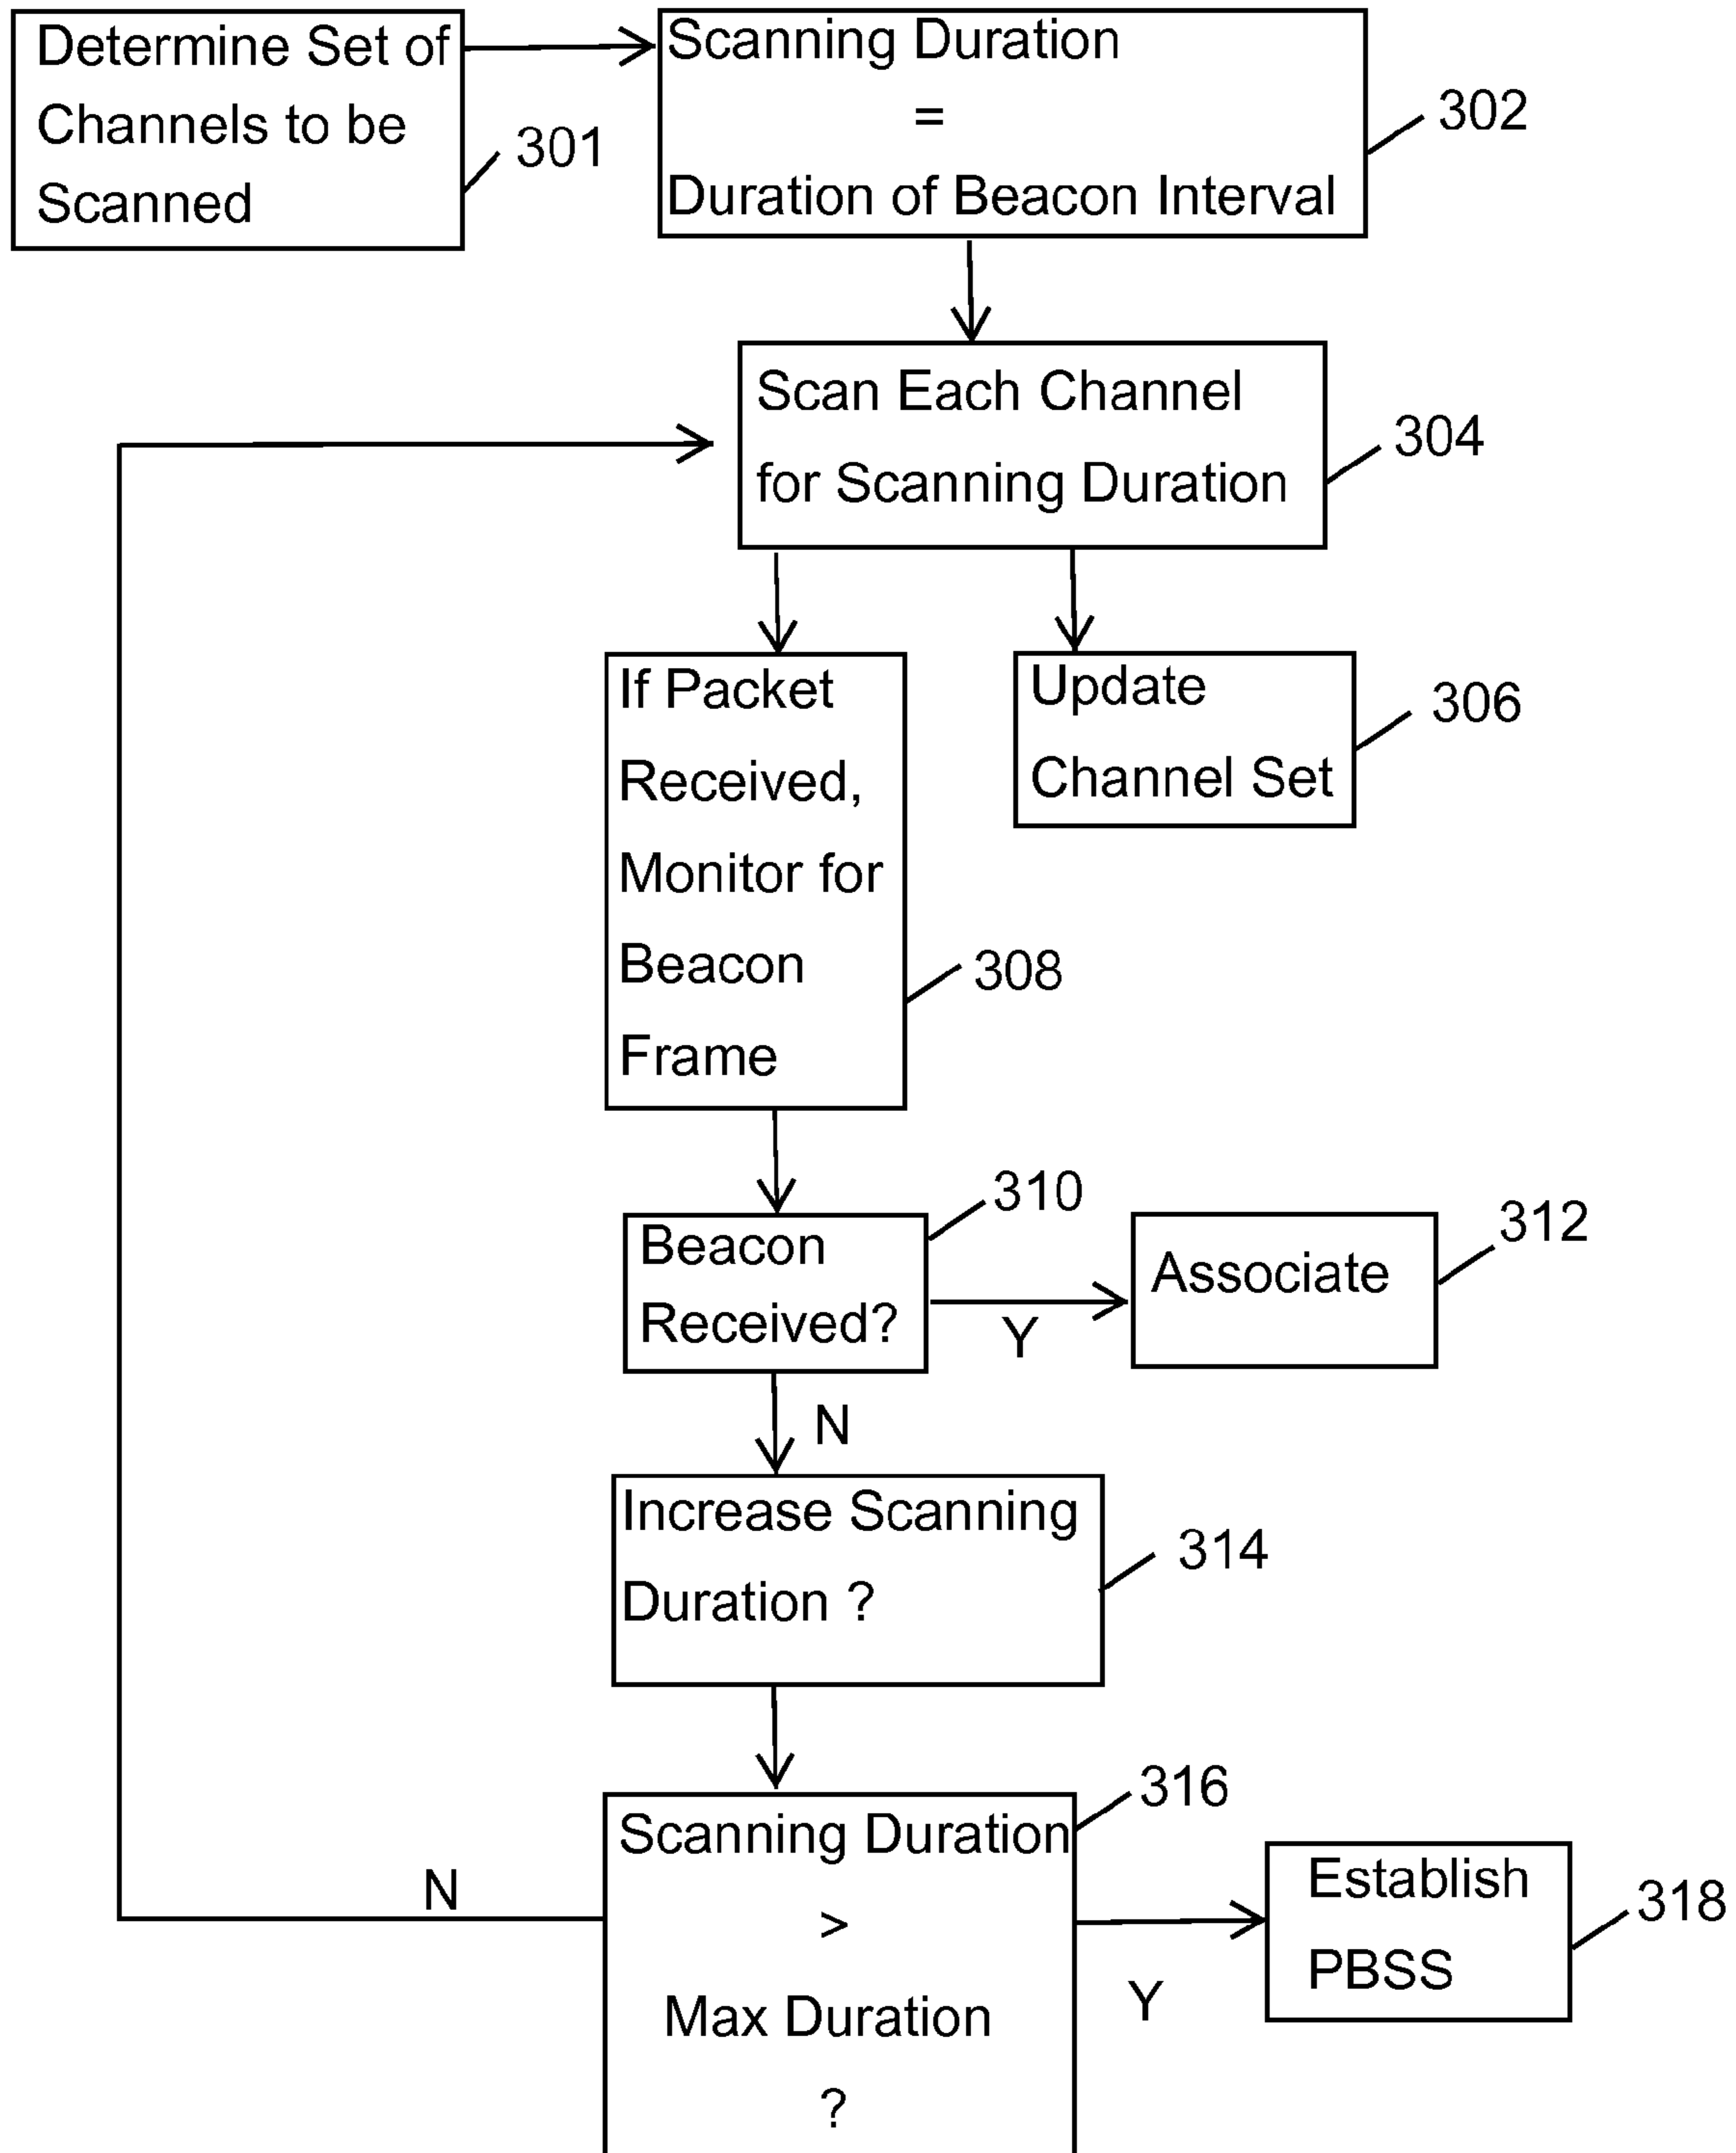 Determine Set of
Channels to be
Scanned
301
Scanning Duration
=
Duration of Beacon Interval
302
Scan Each Channel
for Scanning Duration
304
If Packet
Received,
Monitor for
Beacon
Frame
308
Update
Channel Set
306
Beacon
Received?
310
Y
Associate
312
N
Increase Scanning
Duration ?
314
Scanning Duration
>
Max Duration
?
316
N
Y
Establish
PBSS
318